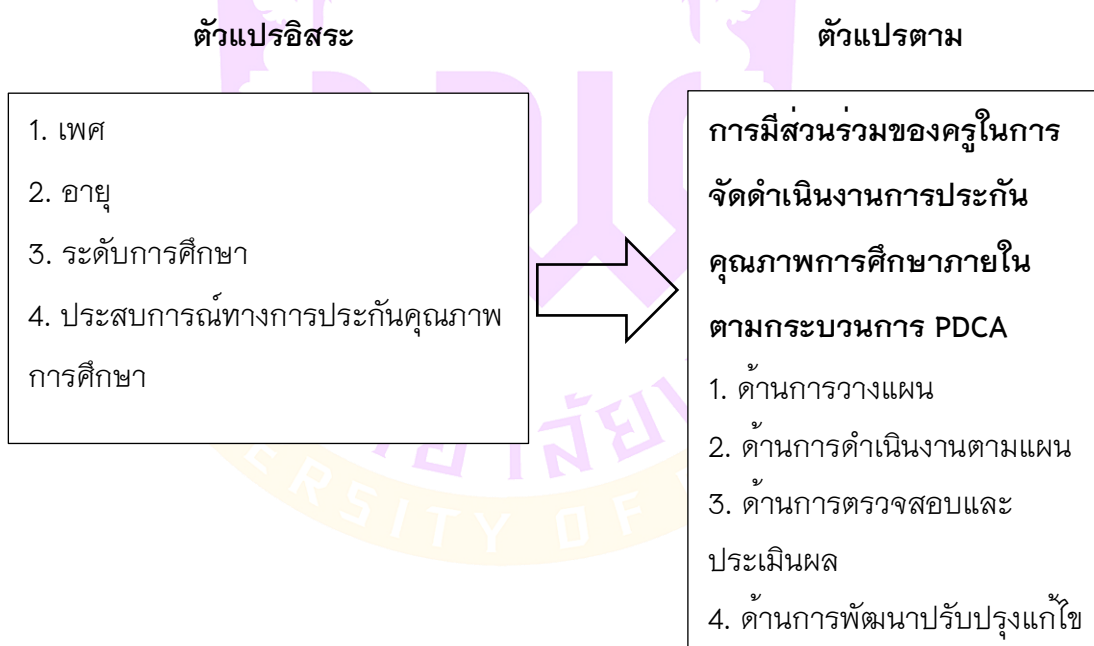 ตัวแปรอิสระ
ตัวแปรตาม
1. เพศ
2. อายุ
3. ระดับการศึกษา
4. ประสบการณ์ทางการประกันคุณภาพ
การศึกษา
การมีส่วนร่วมของครูในการ
จัดดำเนินงานการประกัน
คุณภาพการศึกษาภายใน
ตามกระบวนการ PDCA
1. ด้านการวางแผน
2. ด้านการดำเนินงานตามแผน
3. ด้านการตรวจสอบและ
ประเมินผล
4. ด้านการพัฒนาปรับปรุงแก้ไข